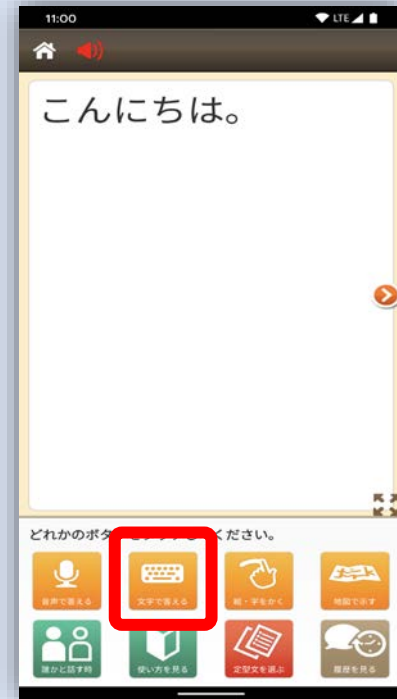 11:00 LTE
こんにちは。
どれかのボタ ください。
音声で答える 文字で答える 絵・字をかく 地図で示す
誰かと話す時 使い方を見る 定型文を選ぶ 履歴を見る